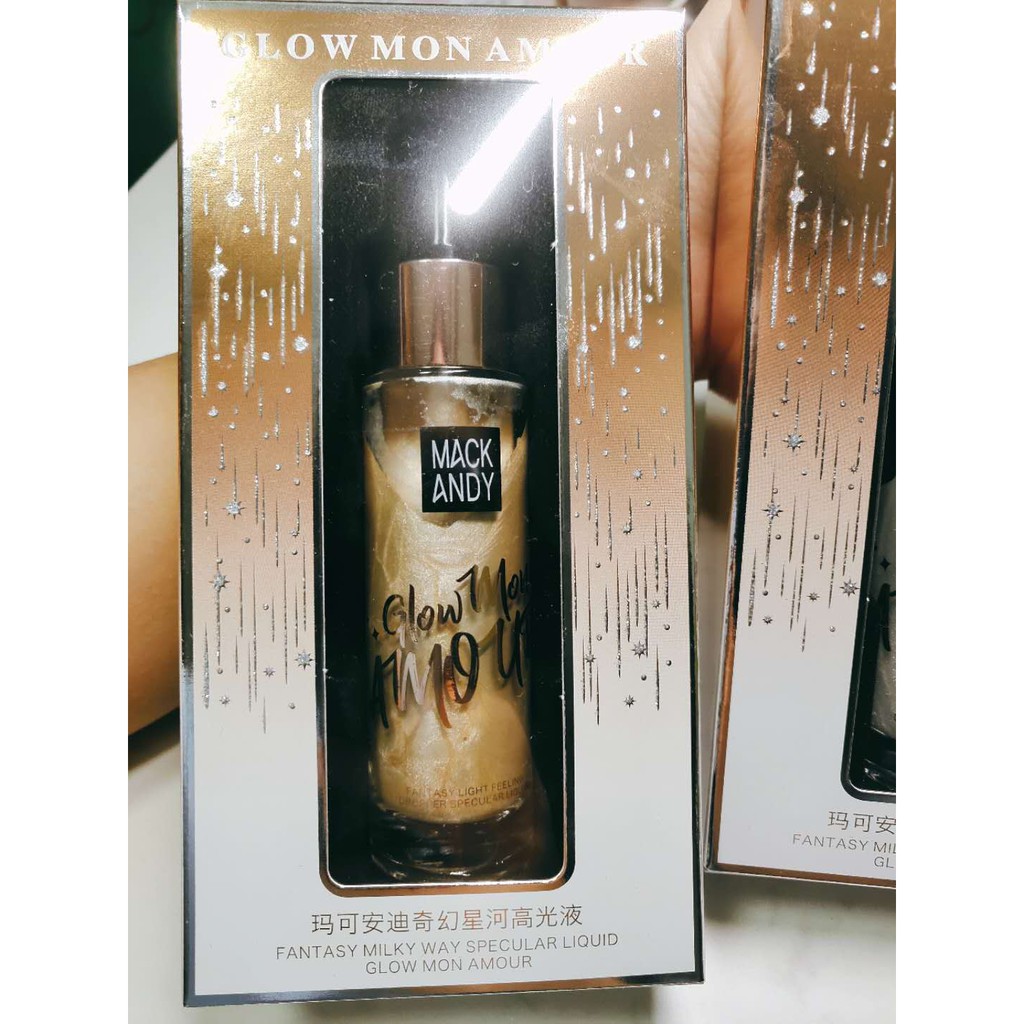 GLOW MON AMOUR
MACK
ANDY
Glow Mon
AMOUR
FANTASY LIGHT FEELING
SPECULAR
玛可安迪奇幻星河高光液
FANTASY MILKY WAY SPECULAR LIQUID
GLOW MON AMOUR
玛可安
FANTASY MIL
GL